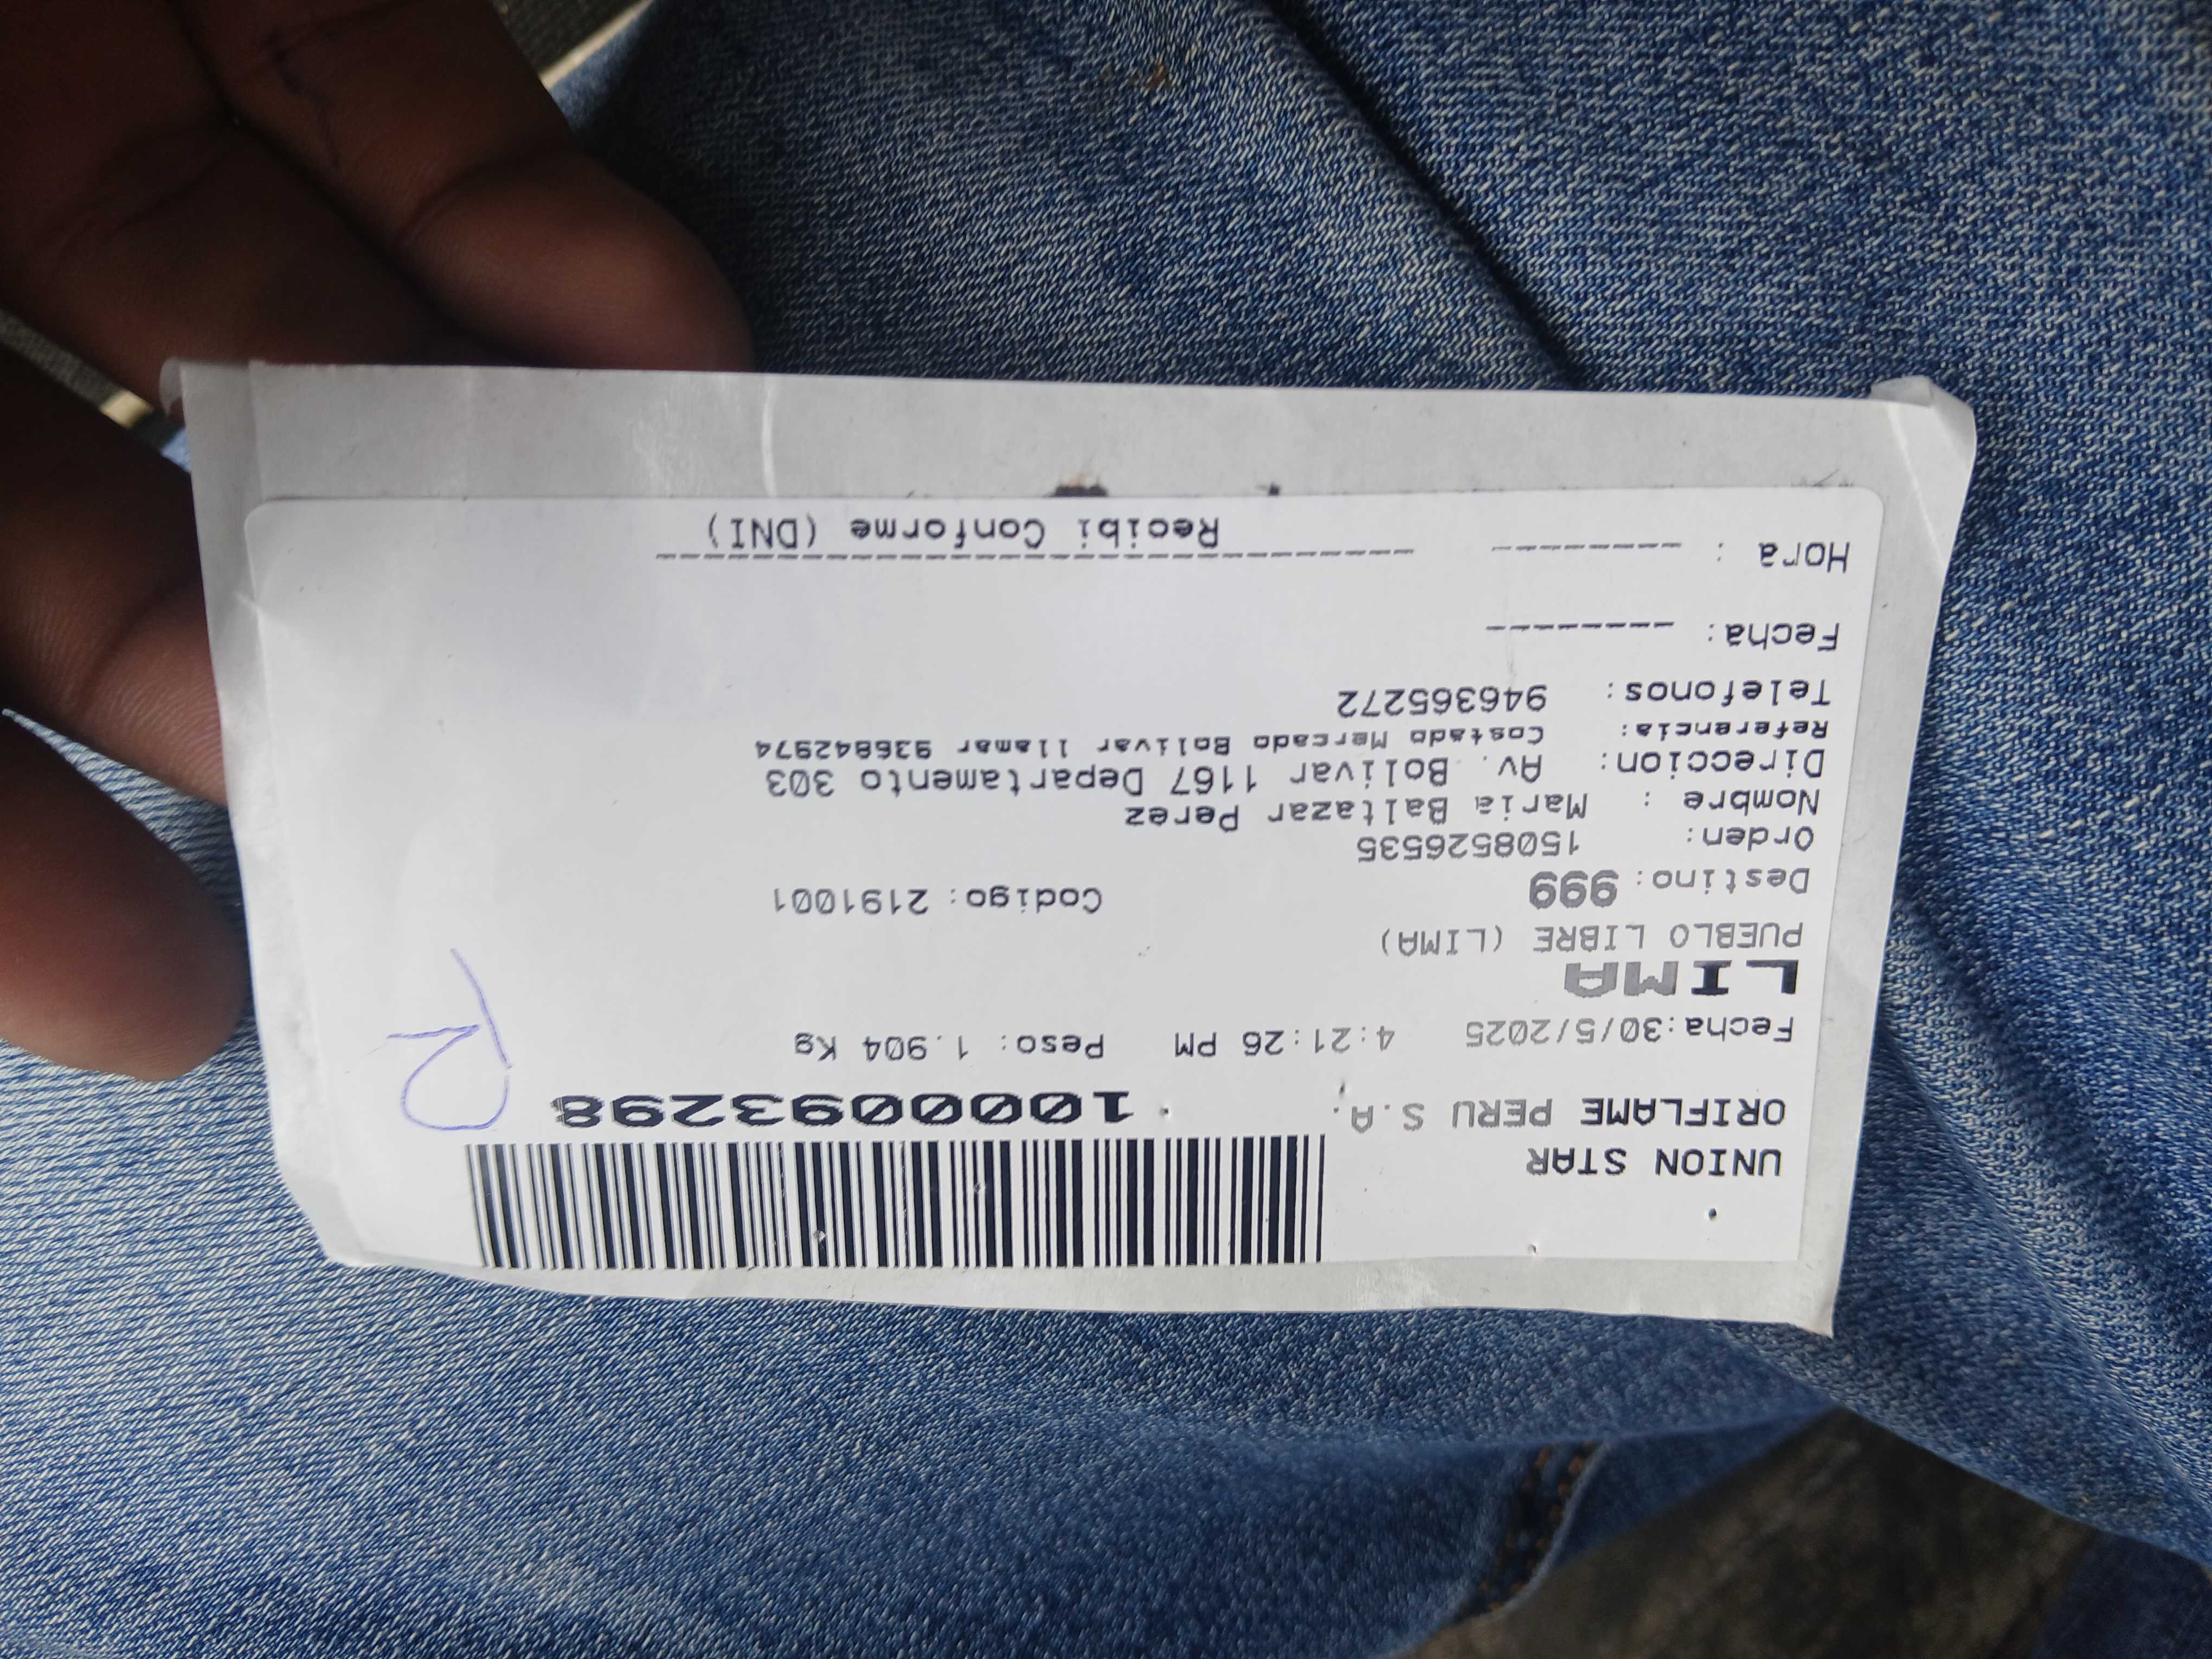 UNION STAR
ORIFLAME PERU S.A.
1000093298
Fecha:30/5/2025 4:21:26 PM Peso: 1.904 Kg
LIMA
PUEBLO LIBRE (LIMA)
Destino: 999 Codigo: 2191001
Orden: 1508526535
Nombre : Maria Baltazar Perez
Direccion: Av. Bolivar 1167 Departamento 303
Referencia: Costado Mercado Bolivar llamar 936842974
Telefonos: 946365272
Fecha: ---------
Hora : ---------
Recibi Conforme (DNI)
R